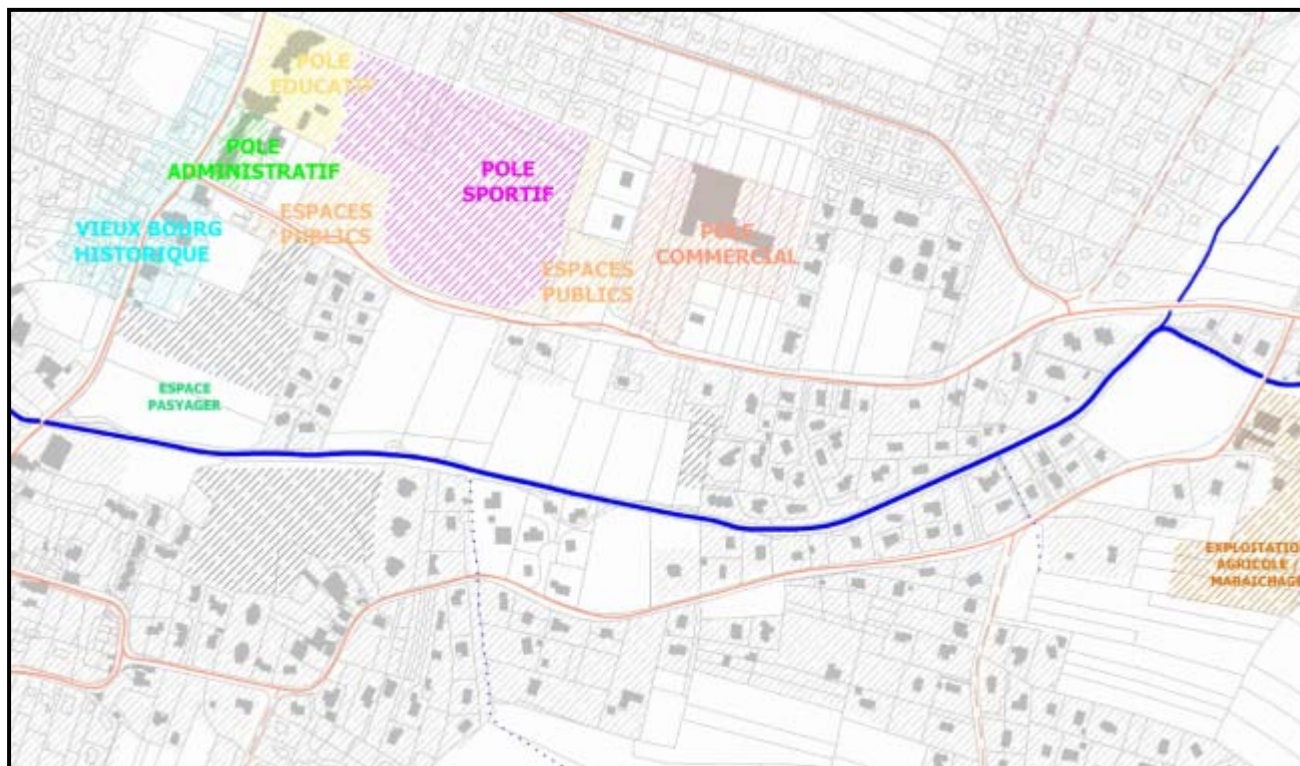 POLE
EDUCATIF
POLE
ADMINISTRATIF
POLE
SPORTIF
ESPACES
PUBLICS
VIEUX BOURG
HISTORIQUE
POLE
COMMERCIAL
ESPACES
PUBLICS
ESPACE
PASYAGER
EXPLOITATION
AGRICOLE /
MARAICHAGE